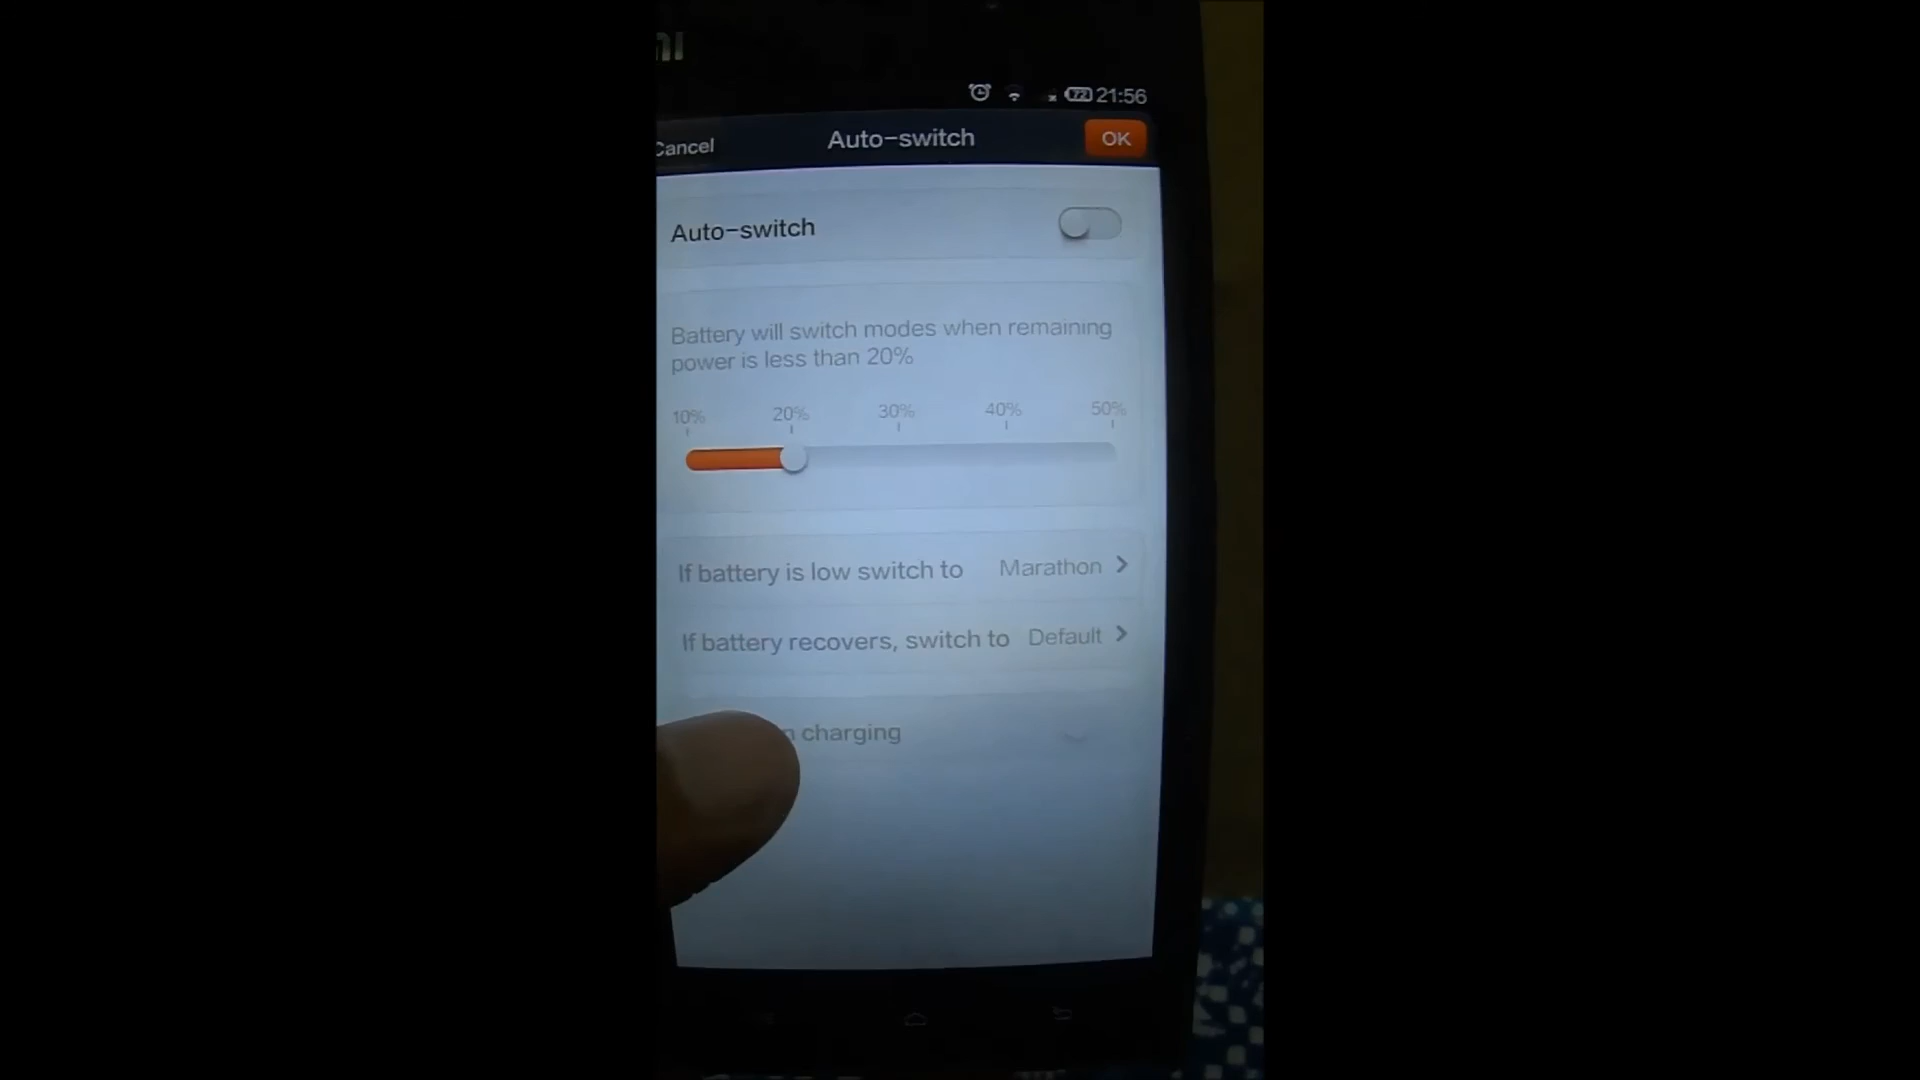 mi
72 21:56
Cancel Auto-switch OK
Auto-switch
Battery will switch modes when remaining
power is less than 20%
10% 20% 30% 40% 50%
If battery is low switch to Marathon
If battery recovers, switch to Default
charging